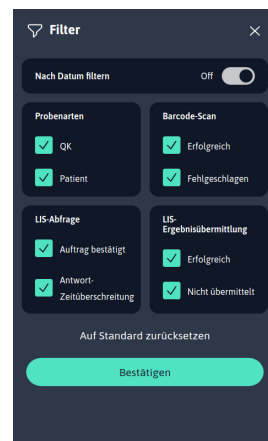 Filter
Nach Datum filtern
Off
Probenarten
QK
Patient
Barcode-Scan
Erfolgreich
Fehlgeschlagen
LIS-Abfrage
Auftrag bestätigt
Antwort-
Zeitüberschreitung
LIS-
Ergebnisübermittlung
Erfolgreich
Nicht übermittelt
Auf Standard zurücksetzen
Bestätigen